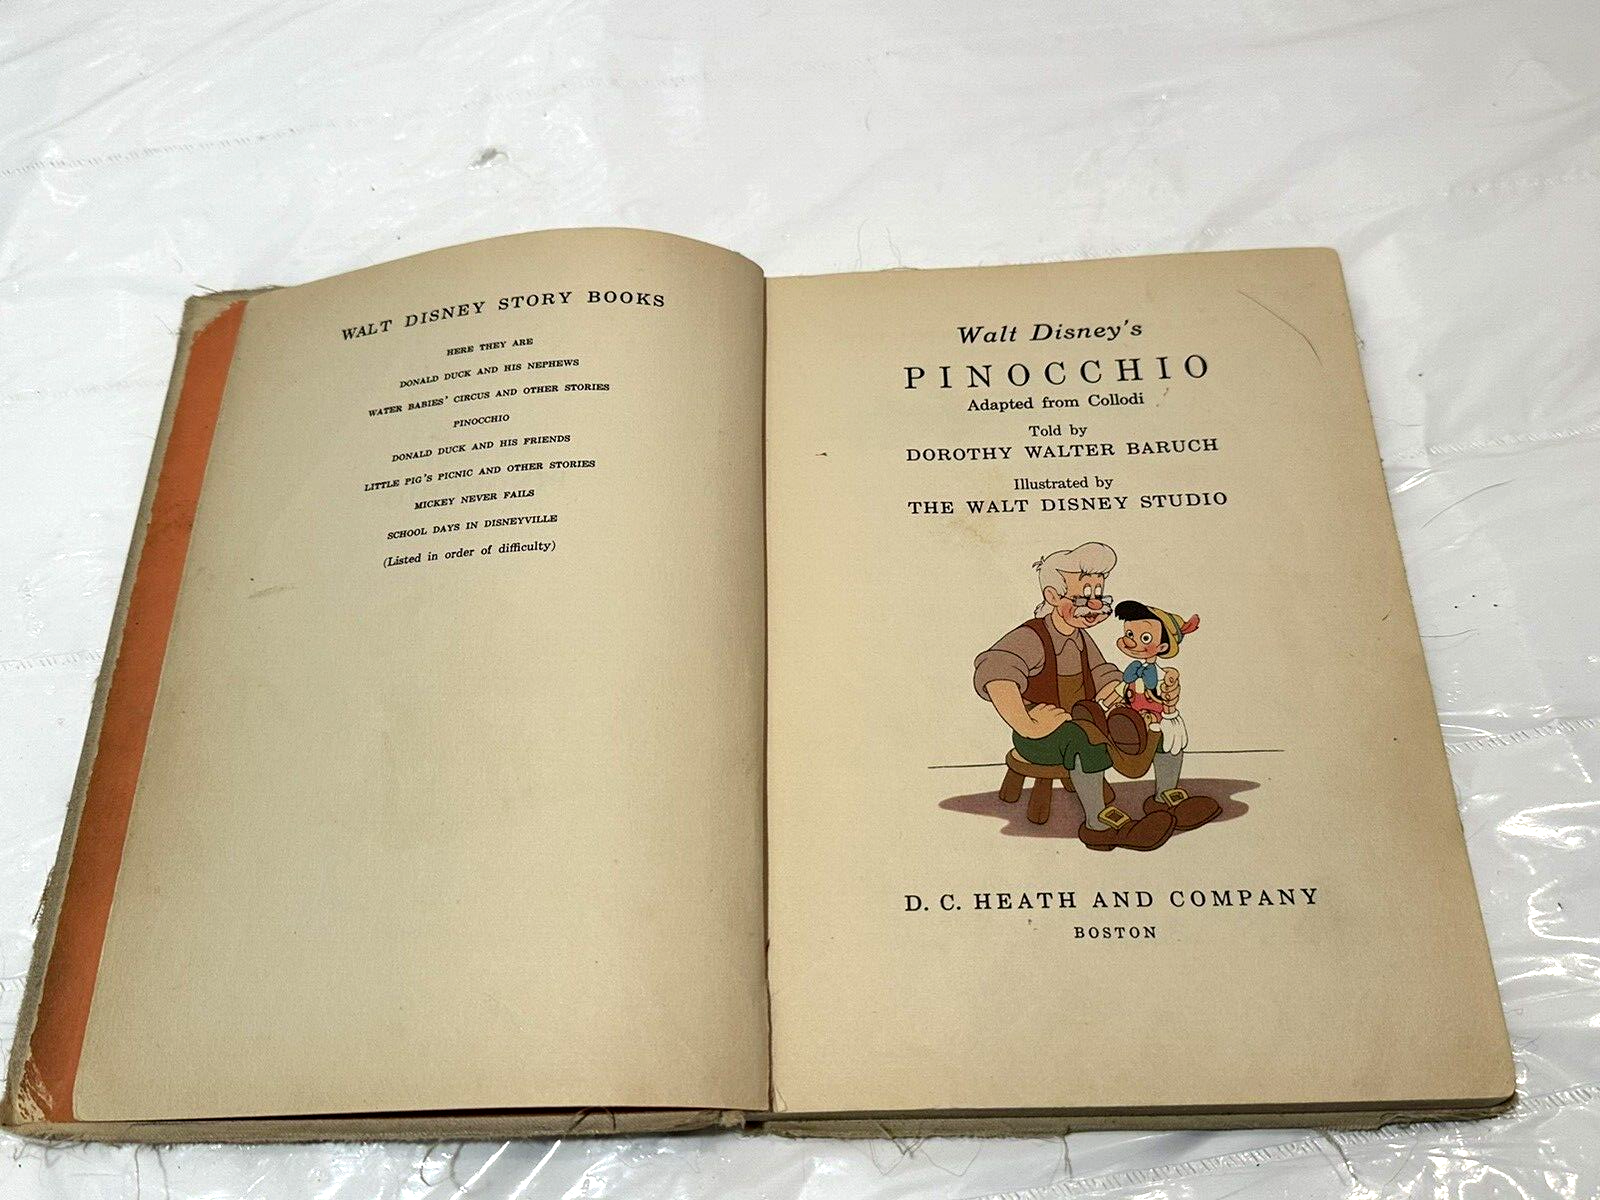 WALT DISNEY STORY BOOKS
HERE THEY ARE
DONALD DUCK AND HIS NEPHEWS
WATER BABIES' CIRCUS AND OTHER STORIES
PINOCCHIO
DONALD DUCK AND HIS FRIENDS
LITTLE PIG'S PICNIC AND OTHER STORIES
MICKEY NEVER FAILS
SCHOOL DAYS IN DISNEYVILLE
(Listed in order of difficulty)
Walt Disney's
PINOCCHIO
Adapted from Collodi
Told by
DOROTHY WALTER BARUCH
Illustrated by
THE WALT DISNEY STUDIO
D. C. HEATH AND COMPANY
BOSTON